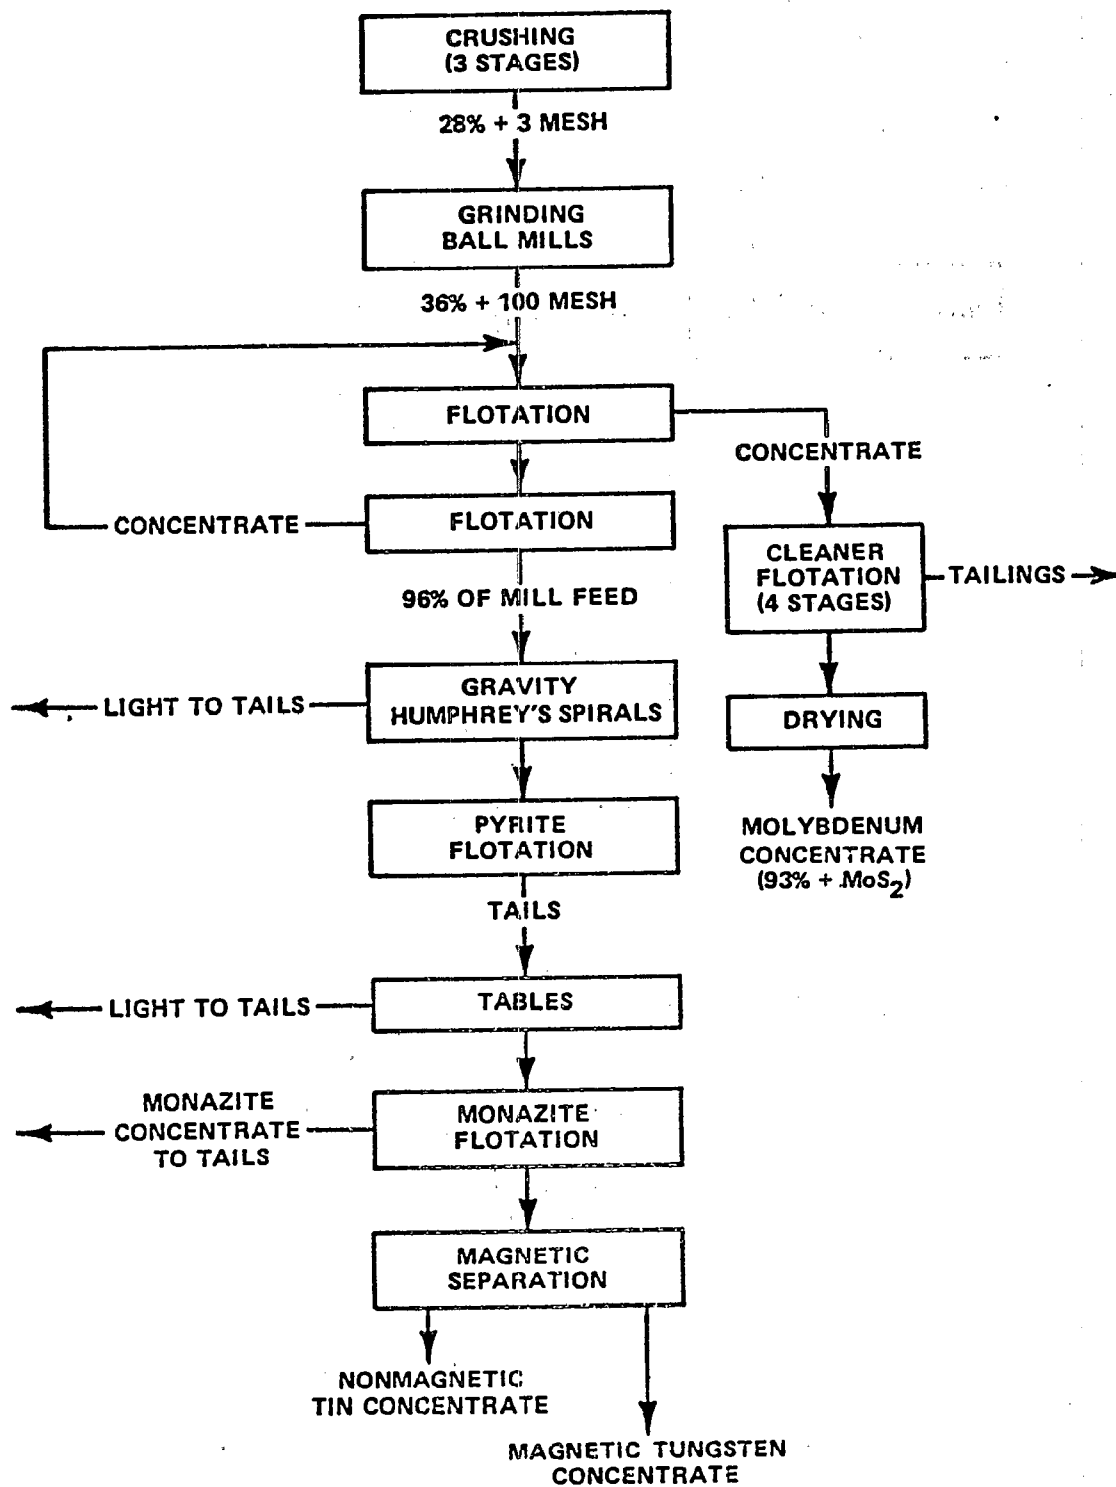 CRUSHING
(3 STAGES)
28% + 3 MESH
GRINDING
BALL MILLS
36% + 100 MESH
FLOTATION
CONCENTRATE
FLOTATION
CONCENTRATE
CLEANER
FLOTATION
(4 STAGES)
TAILINGS
96% OF MILL FEED
GRAVITY
HUMPHREY'S SPIRALS
LIGHT TO TAILS
DRYING
PYRITE
FLOTATION
MOLYBDENUM
CONCENTRATE
(93% + MoS2)
TAILS
TABLES
LIGHT TO TAILS
MONAZITE
CONCENTRATE
TO TAILS
MONAZITE
FLOTATION
MAGNETIC
SEPARATION
NONMAGNETIC
TIN CONCENTRATE
MAGNETIC TUNGSTEN
CONCENTRATE